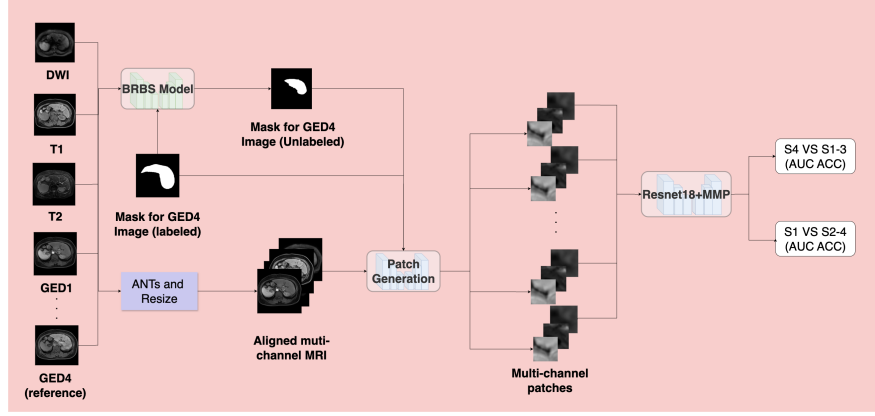 DWI
T1
T2
GED1
GED4
(reference)
BRBS Model
Mask for GED4
Image (Unlabeled)
Mask for GED4
Image (labeled)
ANTs and
Resize
Aligned muti-
channel MRI
Patch
Generation
Multi-channel
patches
Resnet18+MMP
S4 VS S1-3
(AUC ACC)
S1 VS S2-4
(AUC ACC)